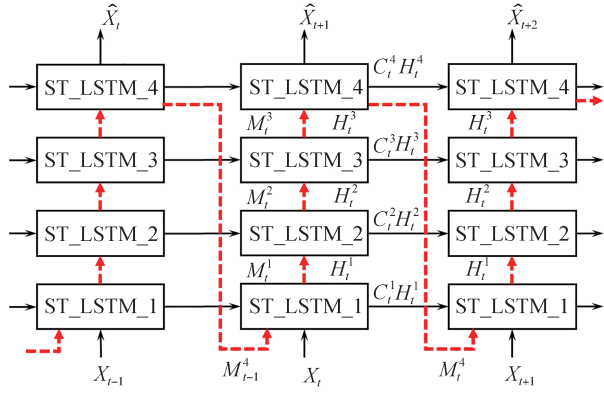 X̂_t X̂_{t+1} X̂_{t+2}
ST_LSTM_4 ST_LSTM_4 C_t^4 H_t^4 ST_LSTM_4
M_t^3 H_t^3 H_t^3
ST_LSTM_3 ST_LSTM_3 C_t^3 H_t^3 ST_LSTM_3
M_t^2 H_t^2 H_t^2
ST_LSTM_2 ST_LSTM_2 C_t^2 H_t^2 ST_LSTM_2
M_t^1 H_t^1 H_t^1
ST_LSTM_1 ST_LSTM_1 C_t^1 H_t^1 ST_LSTM_1
X_{t-1} M_{t-1}^4 X_t M_t^4 X_{t+1}